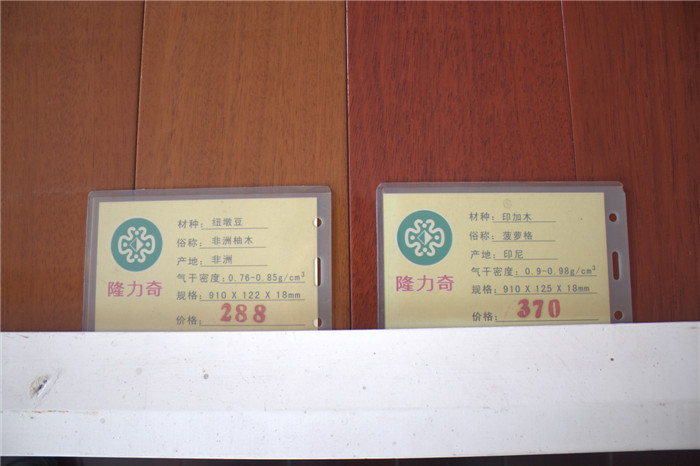 隆力奇
材种：纽墩豆
俗称：非洲柚木
产地：非洲
气干密度：0.76-0.85g/cm³
规格：910 X 122 X 18mm
价格：288
隆力奇
材种：印加木
俗称：菠萝格
产地：印尼
气干密度：0.9-0.98g/cm³
规格：910 X 125 X 18mm
价格：370